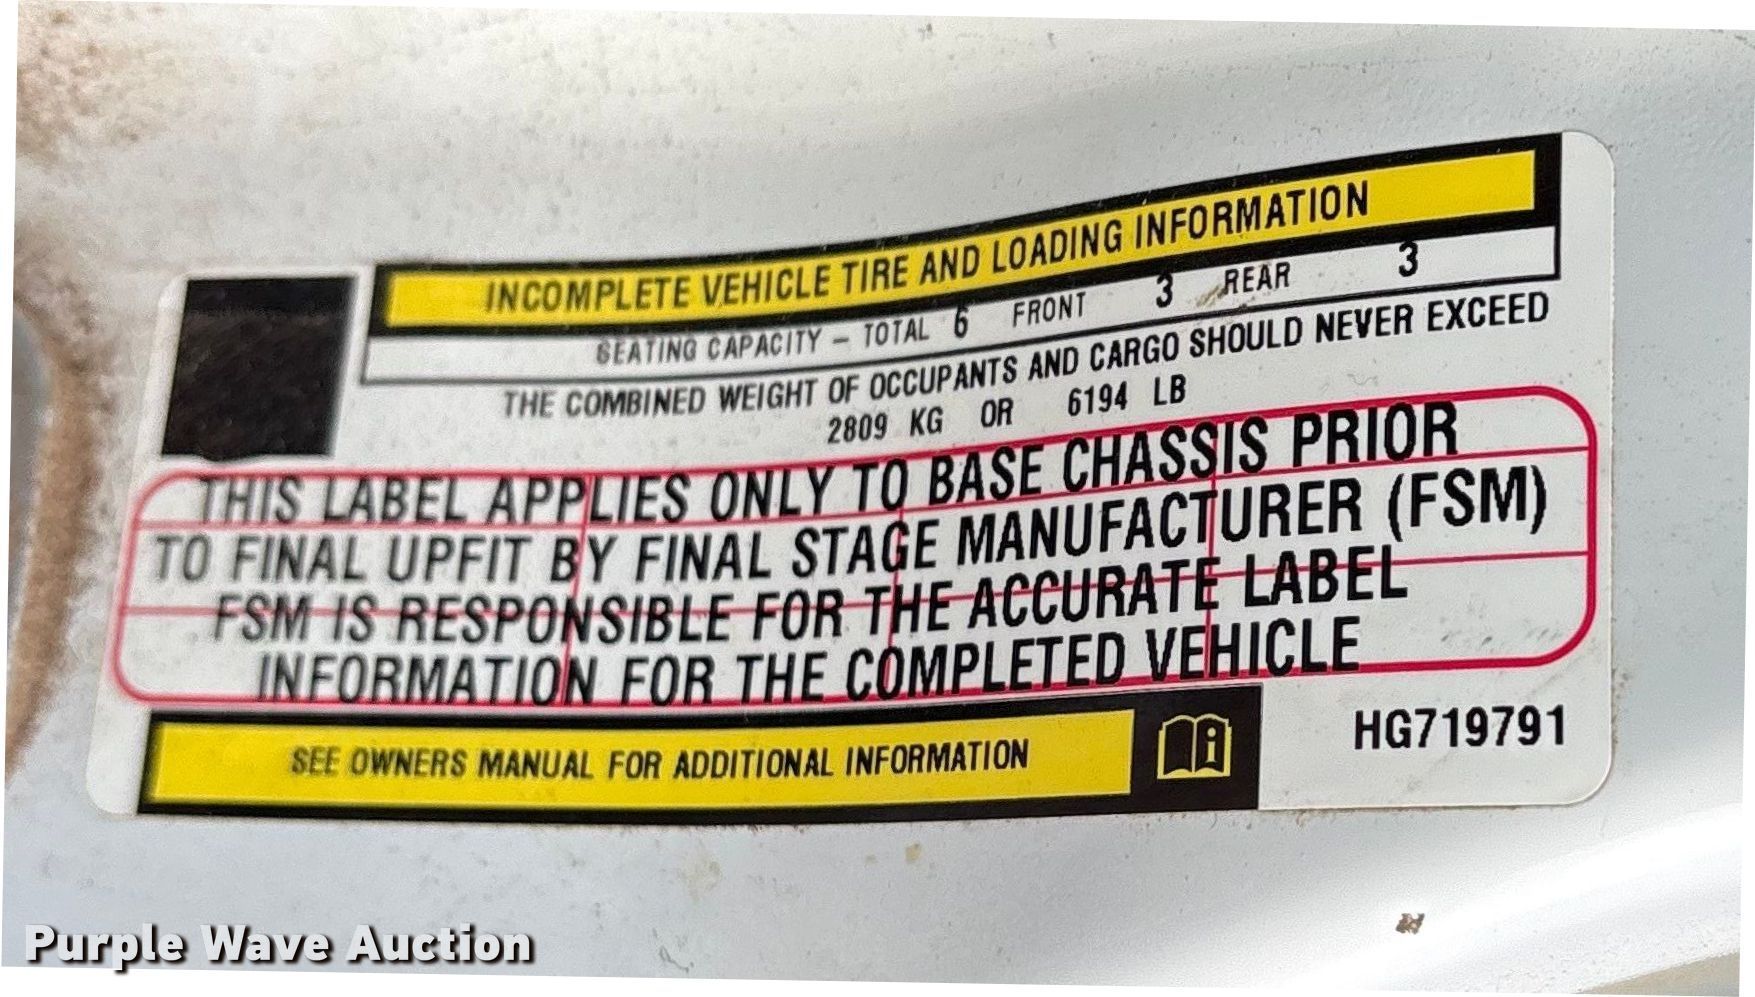 INCOMPLETE VEHICLE TIRE AND LOADING INFORMATION
SEATING CAPACITY – TOTAL 6 FRONT 3 REAR 3
THE COMBINED WEIGHT OF OCCUPANTS AND CARGO SHOULD NEVER EXCEED
2809 KG OR 6194 LB
THIS LABEL APPLIES ONLY TO BASE CHASSIS PRIOR
TO FINAL UPFIT BY FINAL STAGE MANUFACTURER (FSM)
FSM IS RESPONSIBLE FOR THE ACCURATE LABEL
INFORMATION FOR THE COMPLETED VEHICLE
SEE OWNERS MANUAL FOR ADDITIONAL INFORMATION
HG719791
Purple Wave Auction